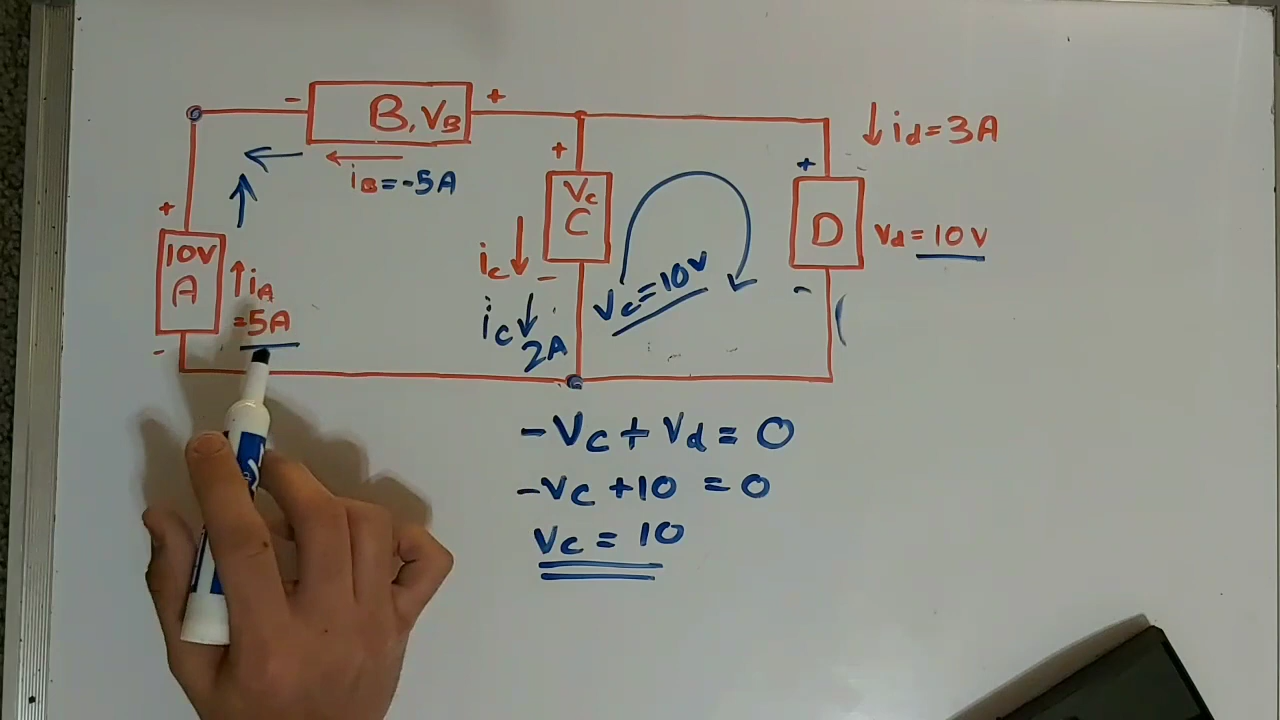 - B, VB +
iB=-5A
+
10V
A
-
iA
=5A
+
Vc
C
-
ic
ic
2A
Vc=10V
id=3A
+
D
-
Vd=10V
-Vc+Vd=0
-Vc+10=0
Vc=10